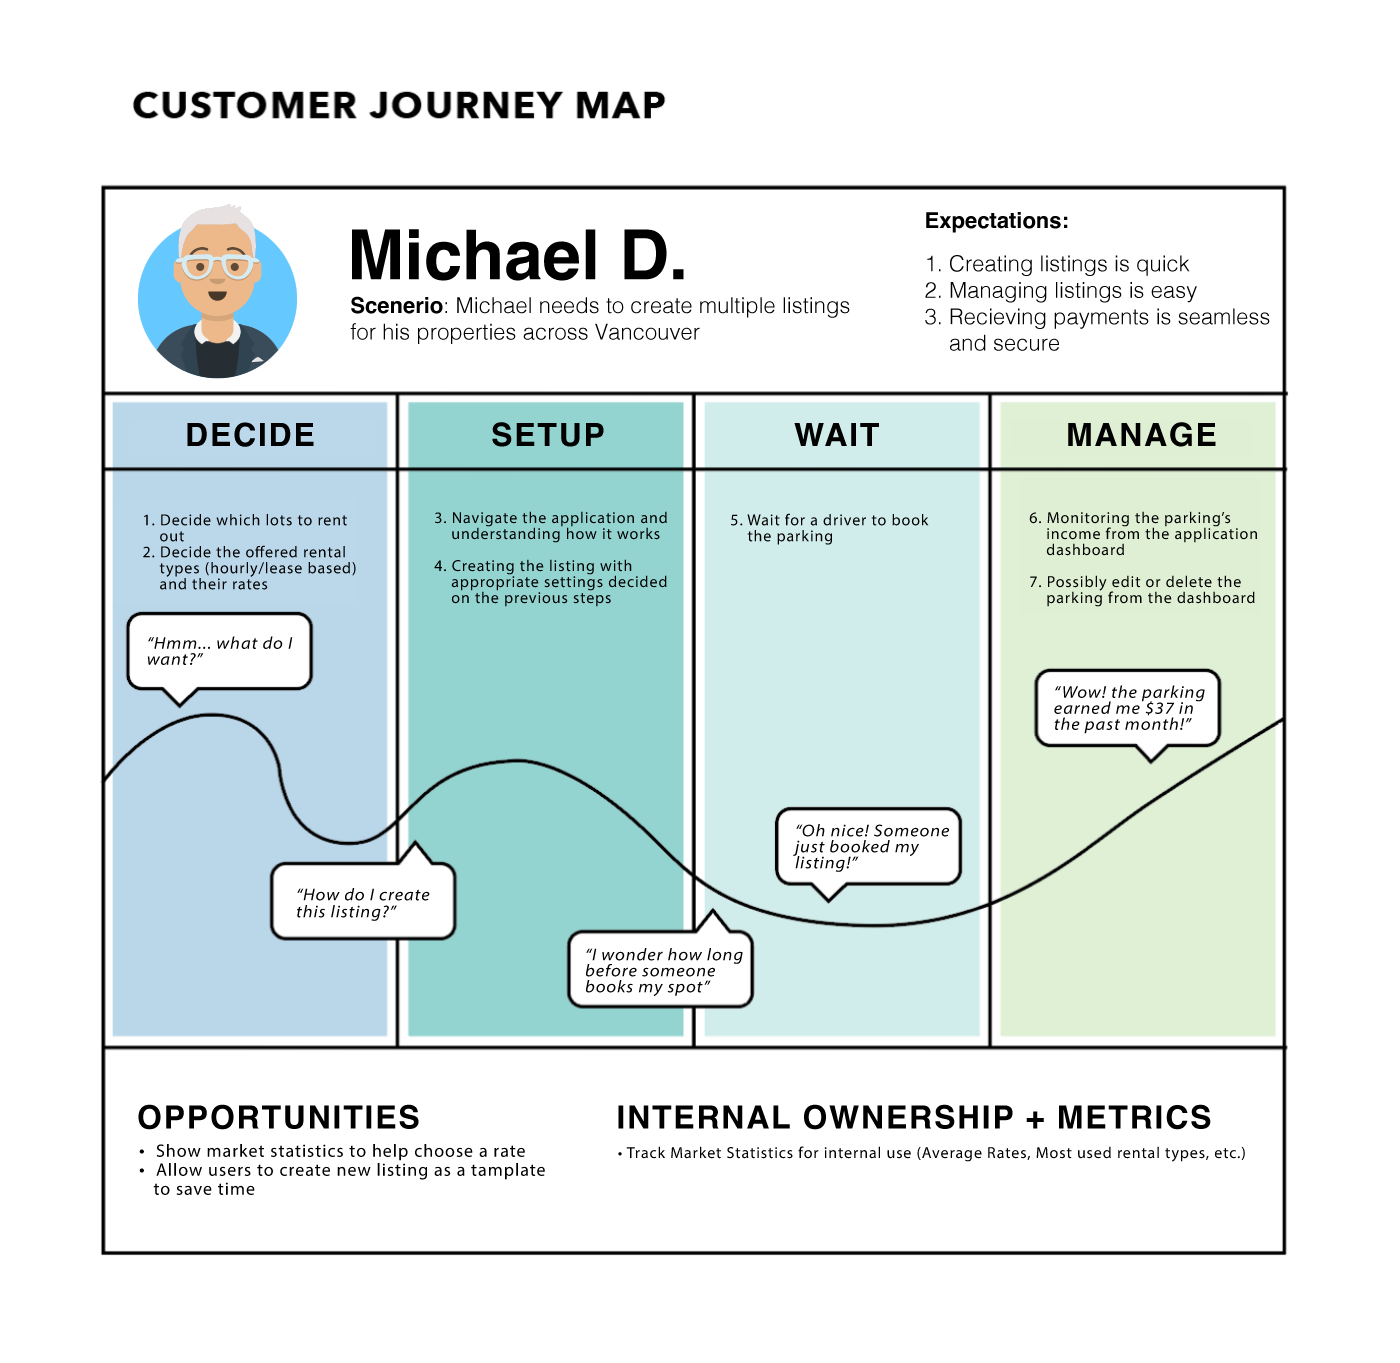 CUSTOMER JOURNEY MAP
Michael D.
Scenerio: Michael needs to create multiple listings
for his properties across Vancouver
Expectations:
1. Creating listings is quick
2. Managing listings is easy
3. Recieving payments is seamless
and secure
DECIDE
1. Decide which lots to rent
out
2. Decide the offered rental
types (hourly/lease based)
and their rates
“Hmm... what do I
want?”
“How do I create
this listing?”
SETUP
3. Navigate the application and
understanding how it works
4. Creating the listing with
appropriate settings decided
on the previous steps
“I wonder how long
before someone
books my spot”
WAIT
5. Wait for a driver to book
the parking
“Oh nice! Someone
just booked my
listing!”
MANAGE
6. Monitoring the parking’s
income from the application
dashboard
7. Possibly edit or delete the
parking from the dashboard
“Wow! the parking
earned me $37 in
the past month!”
OPPORTUNITIES
• Show market statistics to help choose a rate
• Allow users to create new listing as a tamplate
to save time
INTERNAL OWNERSHIP + METRICS
• Track Market Statistics for internal use (Average Rates, Most used rental types, etc.)